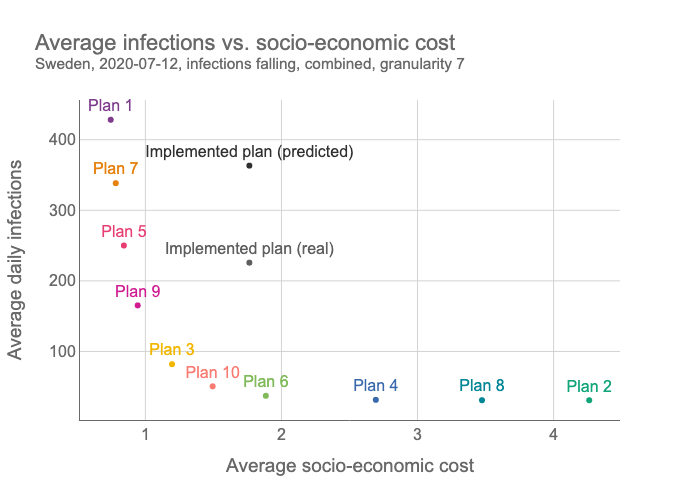 Average infections vs. socio-economic cost
Sweden, 2020-07-12, infections falling, combined, granularity 7
Plan 1
400
Implemented plan (predicted)
Plan 7
300
Plan 5
Implemented plan (real)
200
Plan 9
100
Plan 3
Plan 10
Plan 6
Plan 4
Plan 8
Plan 2
Average daily infections
1
2
3
4
Average socio-economic cost